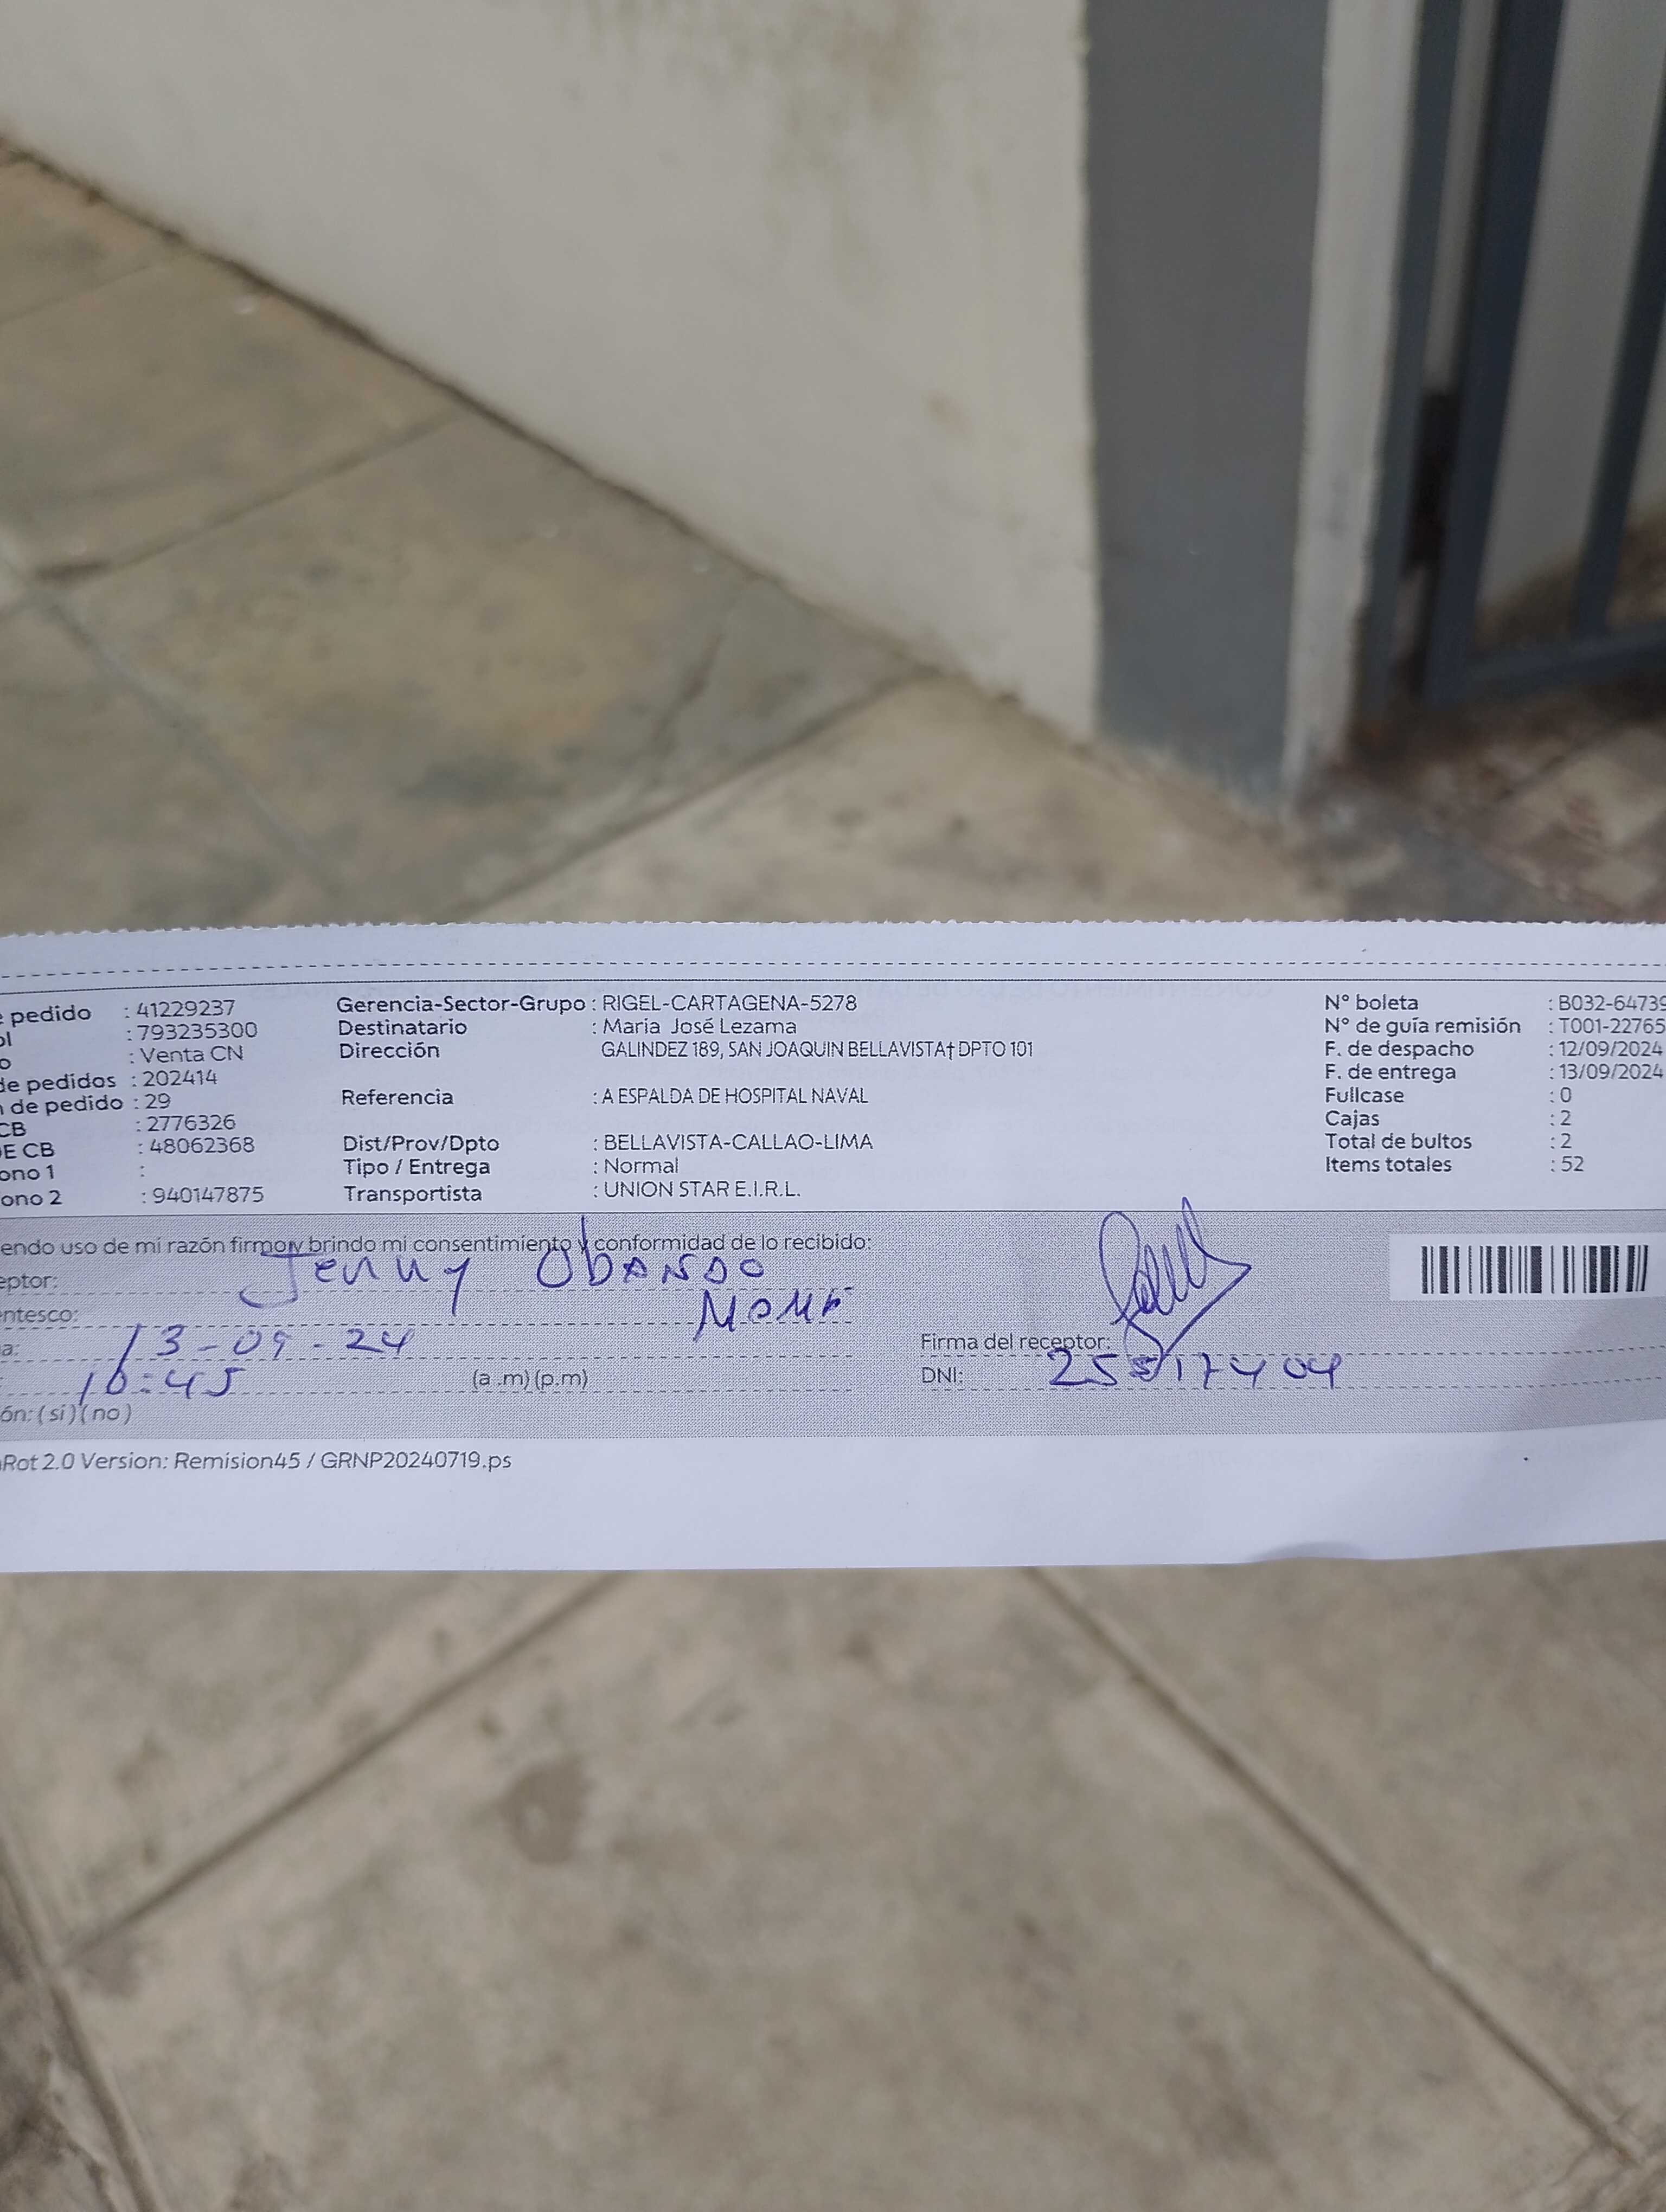 pedido : 41229237
ol : 793235300
o : Venta CN
de pedidos : 202414
n de pedido : 29
CB : 2776326
DE CB : 48062368
ono 1 :
ono 2 : 940147875
Gerencia-Sector-Grupo : RIGEL-CARTAGENA-5278
Destinatario : Maria José Lezama
Dirección GALINDEZ 189, SAN JOAQUIN BELLAVISTA† DPTO 101
Referencia : A ESPALDA DE HOSPITAL NAVAL
Dist/Prov/Dpto : BELLAVISTA-CALLAO-LIMA
Tipo / Entrega : Normal
Transportista : UNION STAR E.I.R.L.
N° boleta : B032-64739
N° de guía remisión : T001-22765
F. de despacho : 12/09/2024
F. de entrega : 13/09/2024
Fullcase : 0
Cajas : 2
Total de bultos : 2
Items totales : 52
endo uso de mi razón firmo y brindo mi consentimiento y conformidad de lo recibido:
eptor: Jenny Obando
entesco: MAMÁ
a: 13-09-24
10:45 (a .m) (p.m)
ón: ( si ) ( no )
Firma del receptor:
DNI:
Rot 2.0 Version: Remision45 / GRNP20240719.ps